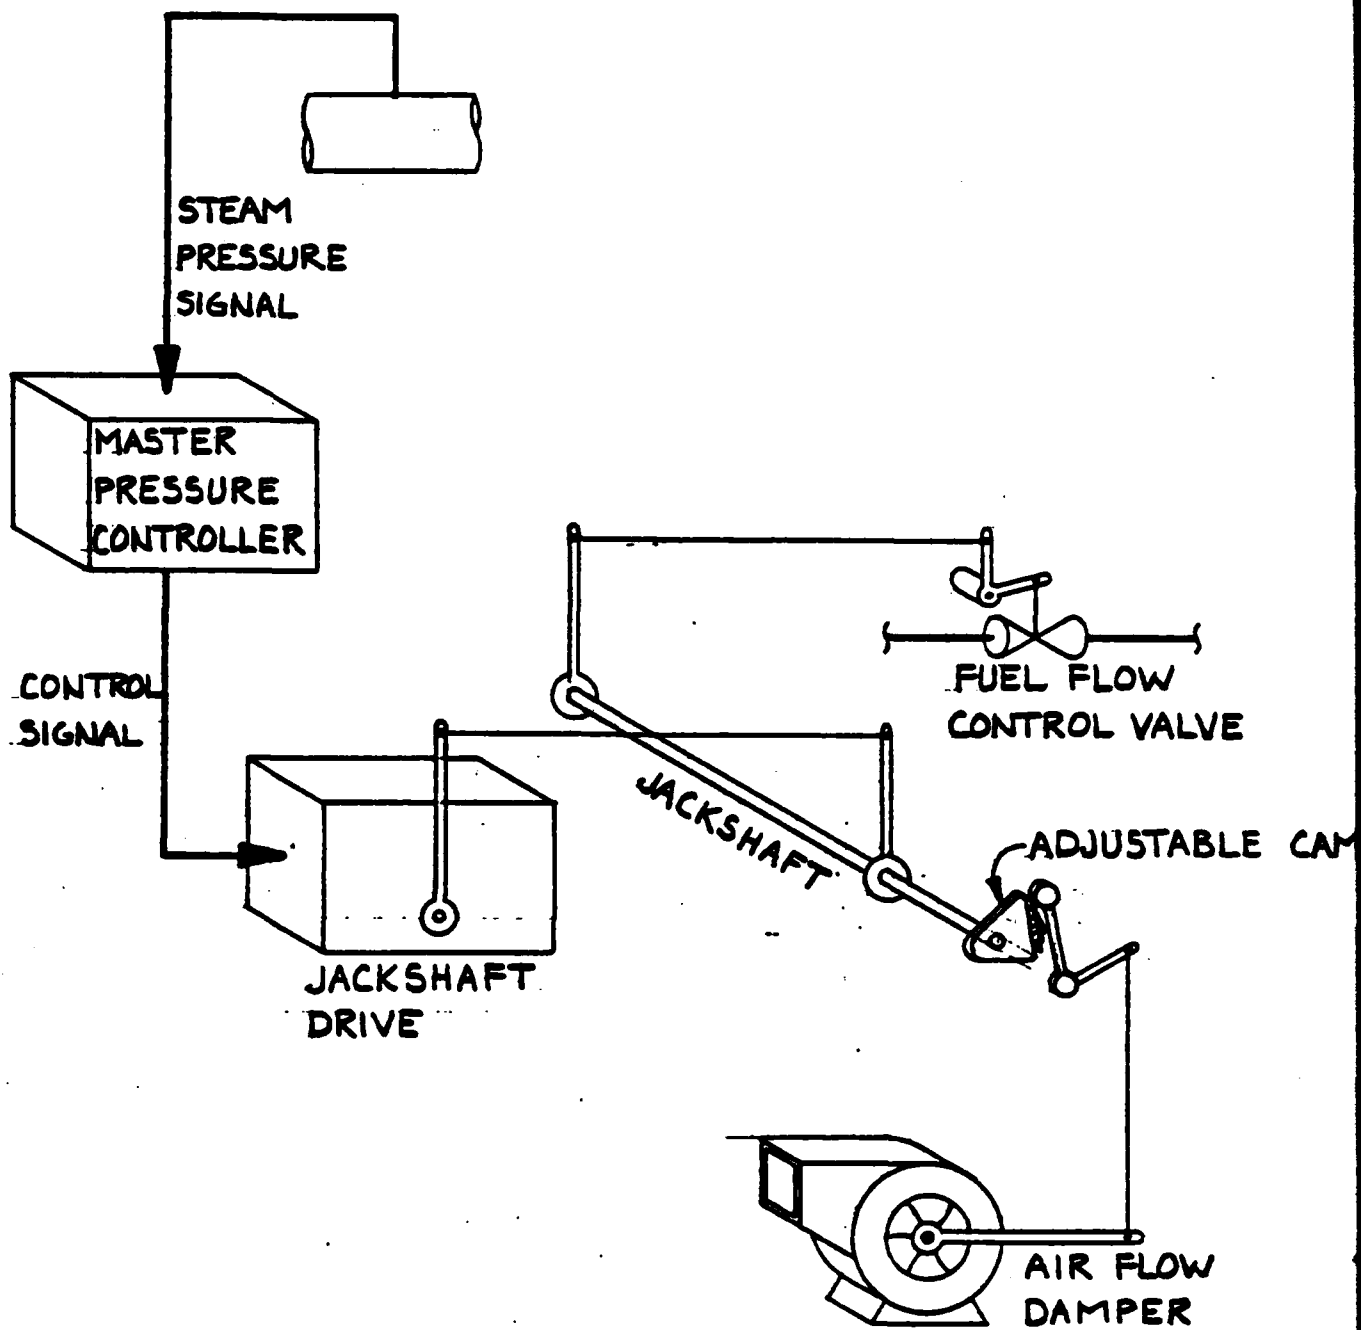 STEAM
PRESSURE
SIGNAL
MASTER
PRESSURE
CONTROLLER
CONTROL
SIGNAL
FUEL FLOW
CONTROL VALVE
JACKSHAFT
ADJUSTABLE CAM
JACKSHAFT
DRIVE
AIR FLOW
DAMPER